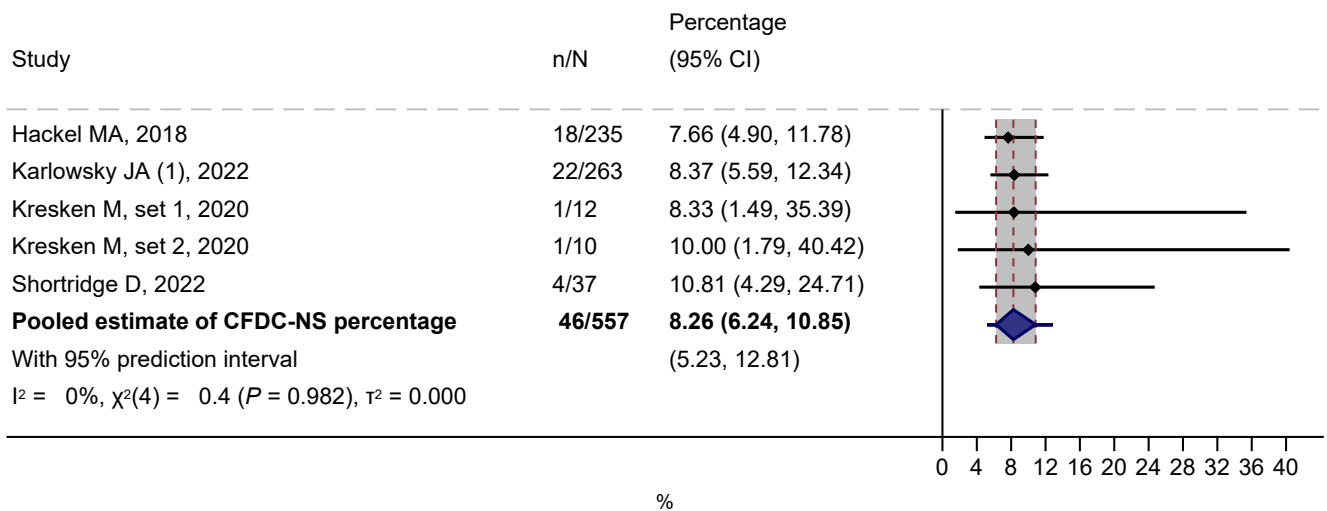 Percentage
Study n/N (95% CI)
Hackel MA, 2018 18/235 7.66 (4.90, 11.78)
Karlowsky JA (1), 2022 22/263 8.37 (5.59, 12.34)
Kresken M, set 1, 2020 1/12 8.33 (1.49, 35.39)
Kresken M, set 2, 2020 1/10 10.00 (1.79, 40.42)
Shortridge D, 2022 4/37 10.81 (4.29, 24.71)
Pooled estimate of CFDC-NS percentage 46/557 8.26 (6.24, 10.85)
With 95% prediction interval (5.23, 12.81)
I² = 0%, χ²(4) = 0.4 (P = 0.982), τ² = 0.000
0 4 8 12 16 20 24 28 32 36 40
%